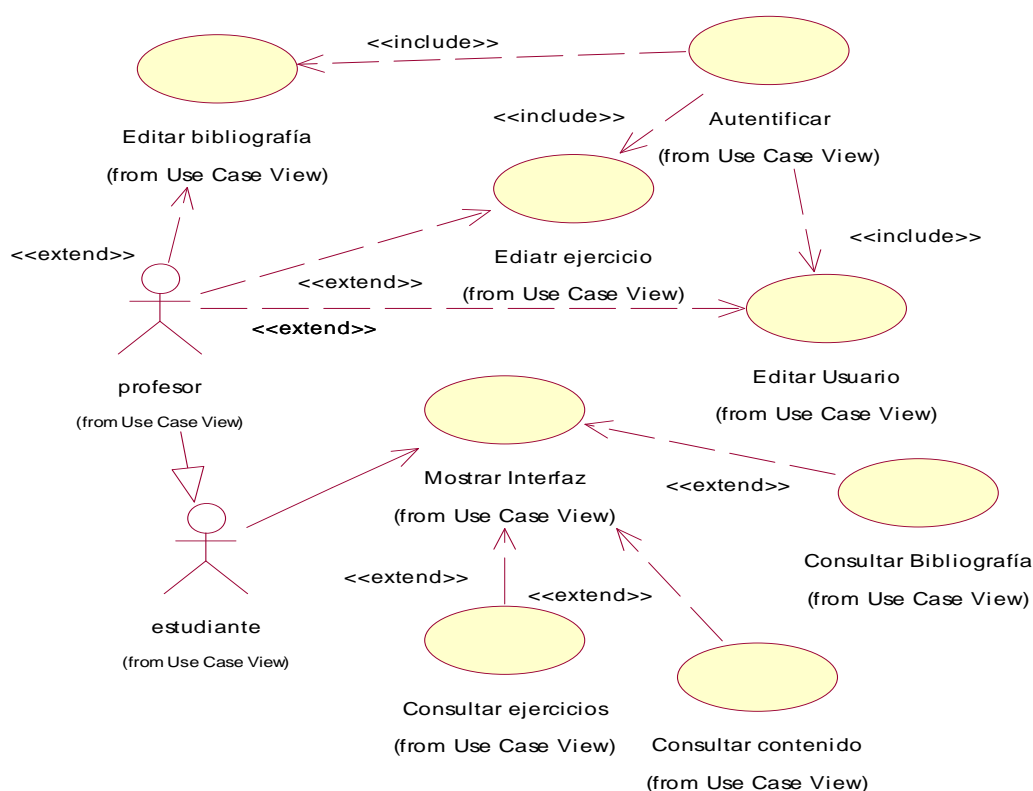 <<include>>
Editar bibliografía
(from Use Case View)
<<include>>
Autentificar
(from Use Case View)
<<extend>>
<<include>>
Ediatr ejercicio
(from Use Case View)
<<extend>>
<<extend>>
profesor
(from Use Case View)
Editar Usuario
(from Use Case View)
Mostrar Interfaz
(from Use Case View)
<<extend>>
Consultar Bibliografía
(from Use Case View)
<<extend>>
<<extend>>
estudiante
(from Use Case View)
Consultar ejercicios
(from Use Case View)
Consultar contenido
(from Use Case View)